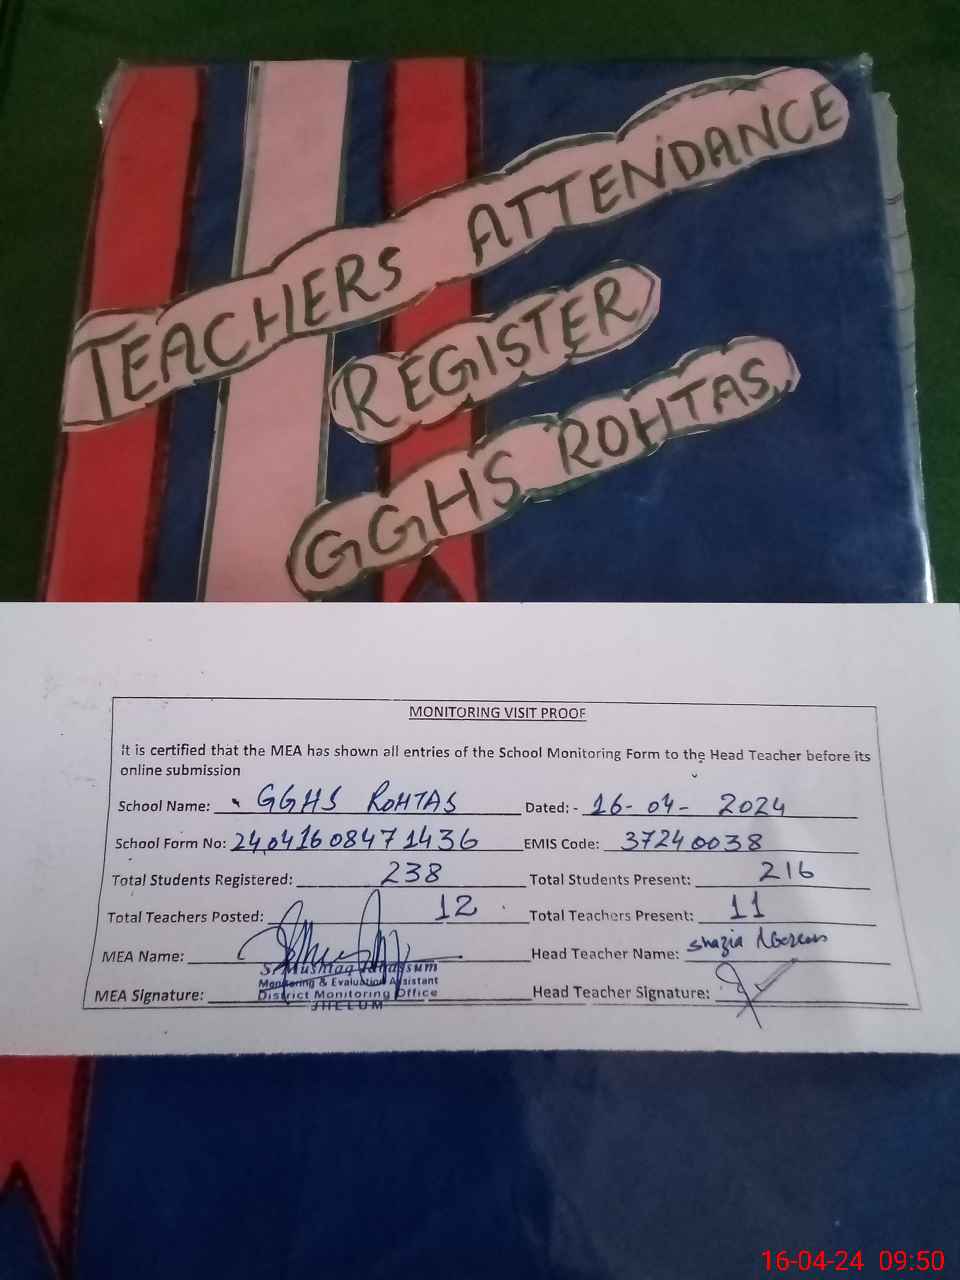 TEACHERS ATTENDANCE
REGISTER
GGHS ROHTAS
MONITORING VISIT PROOF
It is certified that the MEA has shown all entries of the School Monitoring Form to the Head Teacher before its
online submission
School Name: GGHS ROHTAS Dated: - 16-04-2024
School Form No: 24041608471436 EMIS Code: 37240038
Total Students Registered: 238 Total Students Present: 216
Total Teachers Posted: 12 Total Teachers Present: 11
MEA Name: Head Teacher Name: Shazia
Mushtaq
Monitoring & Evaluation Assistant
MEA Signature: District Monitoring Office Head Teacher Signature:
JHELUM
16-04-24 09:50